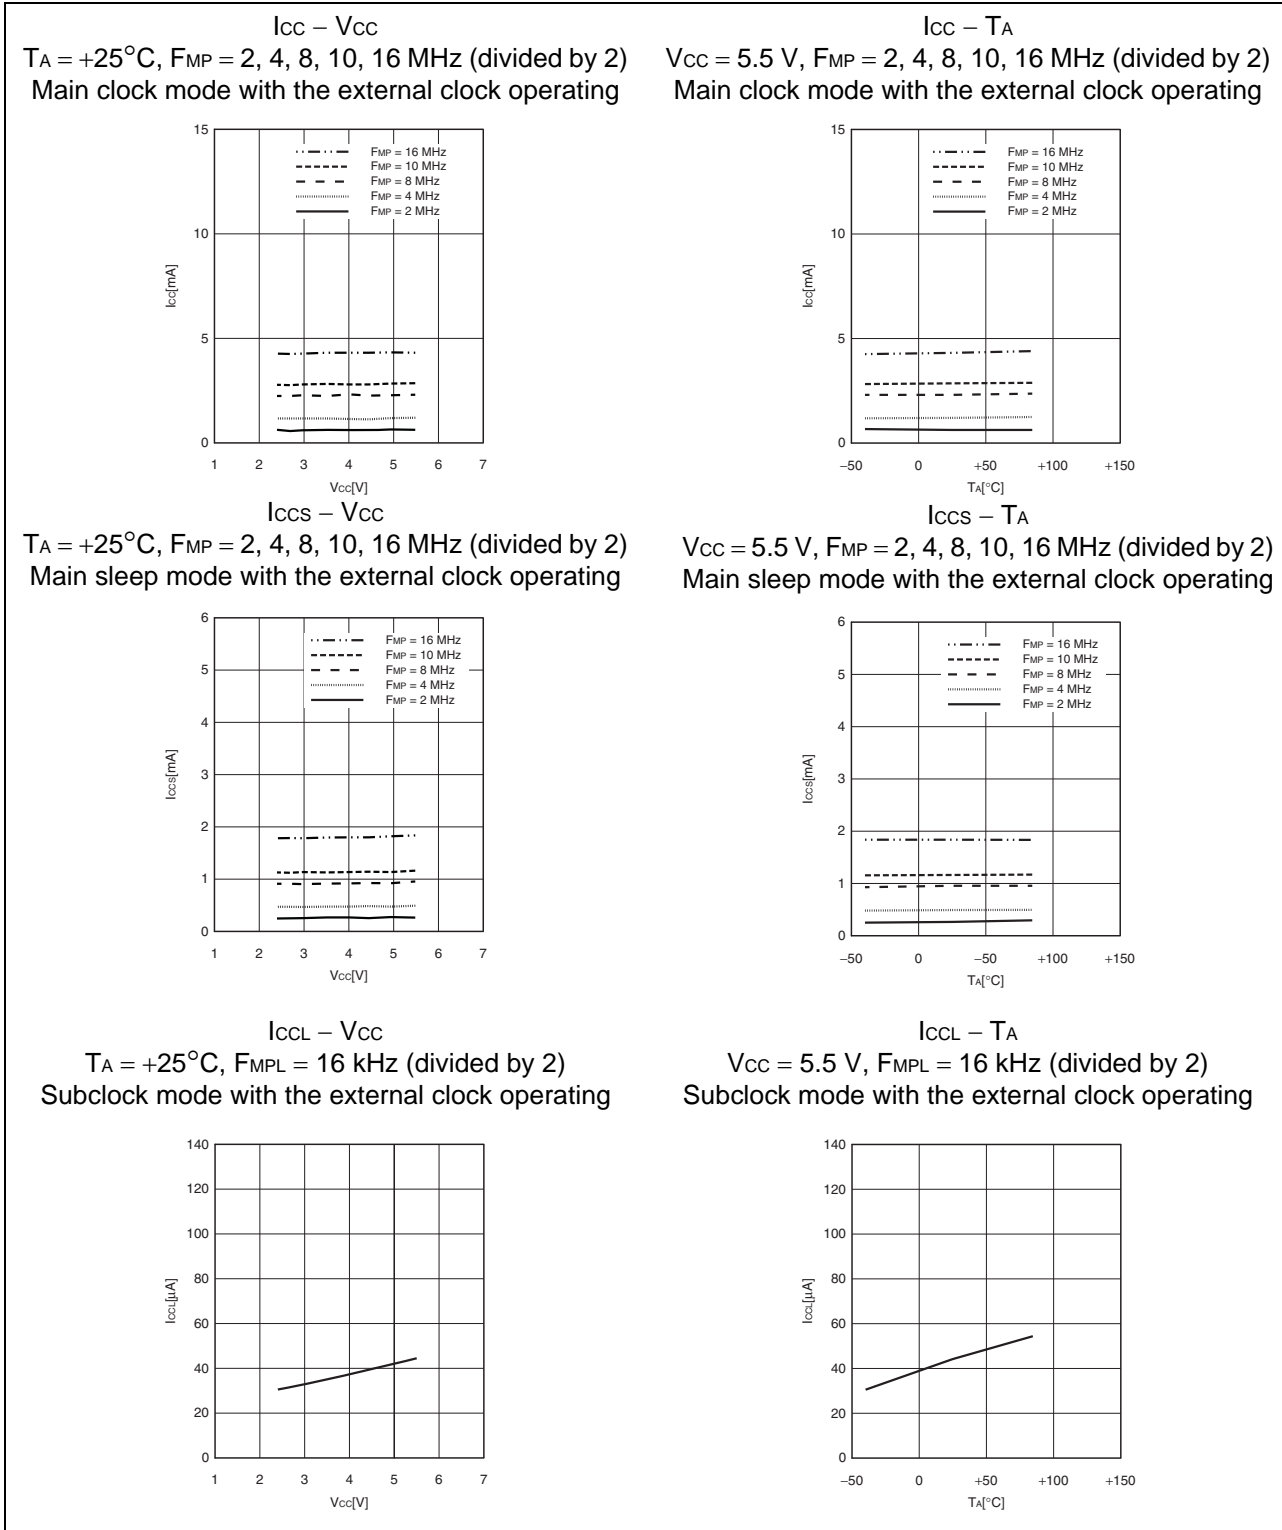 ICC – VCC
TA = +25°C, FMP = 2, 4, 8, 10, 16 MHz (divided by 2)
Main clock mode with the external clock operating
15
10
5
0
ICC[mA]
FMP = 16 MHz
FMP = 10 MHz
FMP = 8 MHz
FMP = 4 MHz
FMP = 2 MHz
1 2 3 4 5 6 7
VCC[V]
ICC – TA
VCC = 5.5 V, FMP = 2, 4, 8, 10, 16 MHz (divided by 2)
Main clock mode with the external clock operating
15
10
5
0
ICC[mA]
FMP = 16 MHz
FMP = 10 MHz
FMP = 8 MHz
FMP = 4 MHz
FMP = 2 MHz
−50 0 +50 +100 +150
TA[°C]
ICCS – VCC
TA = +25°C, FMP = 2, 4, 8, 10, 16 MHz (divided by 2)
Main sleep mode with the external clock operating
6
5
4
3
2
1
0
ICCS[mA]
FMP = 16 MHz
FMP = 10 MHz
FMP = 8 MHz
FMP = 4 MHz
FMP = 2 MHz
1 2 3 4 5 6 7
VCC[V]
ICCS – TA
VCC = 5.5 V, FMP = 2, 4, 8, 10, 16 MHz (divided by 2)
Main sleep mode with the external clock operating
6
5
4
3
2
1
0
ICCS[mA]
FMP = 16 MHz
FMP = 10 MHz
FMP = 8 MHz
FMP = 4 MHz
FMP = 2 MHz
−50 0 −50 +100 +150
TA[°C]
ICCL – VCC
TA = +25°C, FMPL = 16 kHz (divided by 2)
Subclock mode with the external clock operating
140
120
100
80
60
40
20
0
ICCL[µA]
1 2 3 4 5 6 7
VCC[V]
ICCL – TA
VCC = 5.5 V, FMPL = 16 kHz (divided by 2)
Subclock mode with the external clock operating
140
120
100
80
60
40
20
0
ICCL[µA]
−50 0 +50 +100 +150
TA[°C]